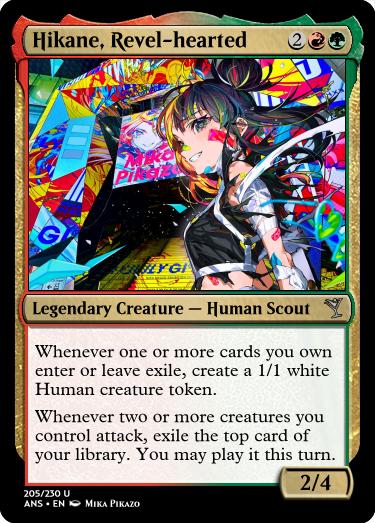 Hikane, Revel-hearted 2
Miko
Pikazo
Legendary Creature — Human Scout
Whenever one or more cards you own
enter or leave exile, create a 1/1 white
Human creature token.
Whenever two or more creatures you
control attack, exile the top card of
your library. You may play it this turn.
2/4
205/230 U
ANS • EN Mika Pikazo